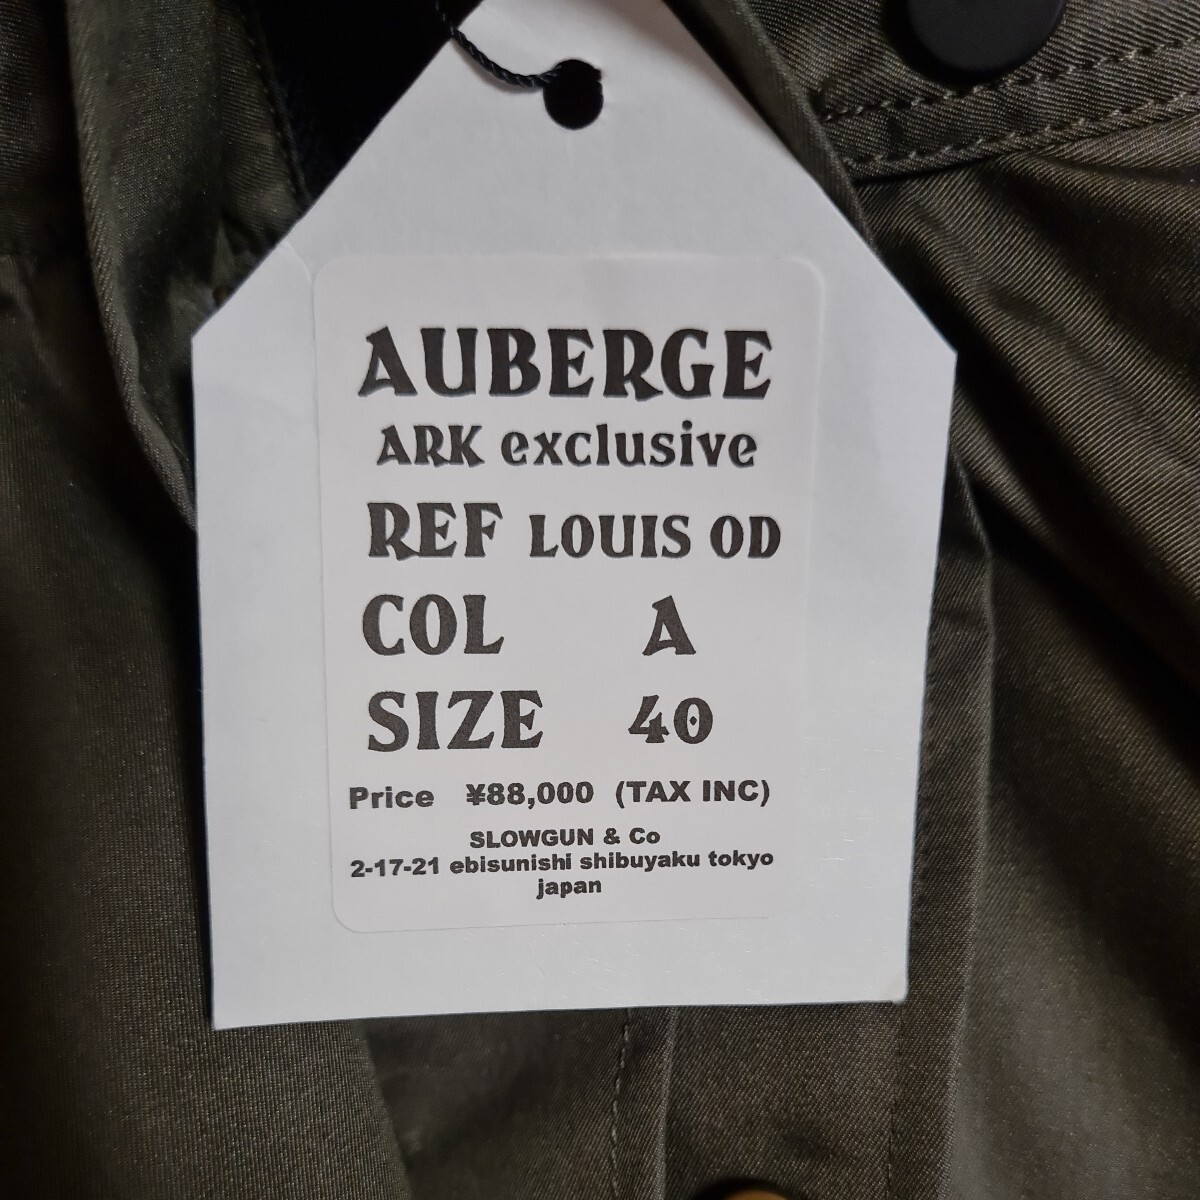 AUBERGE
ARK exclusive
REF LOUIS OD
COL A
SIZE 40
Price ¥88,000 (TAX INC)
SLOWGUN & Co
2-17-21 ebisunishi shibuyaku tokyo
japan